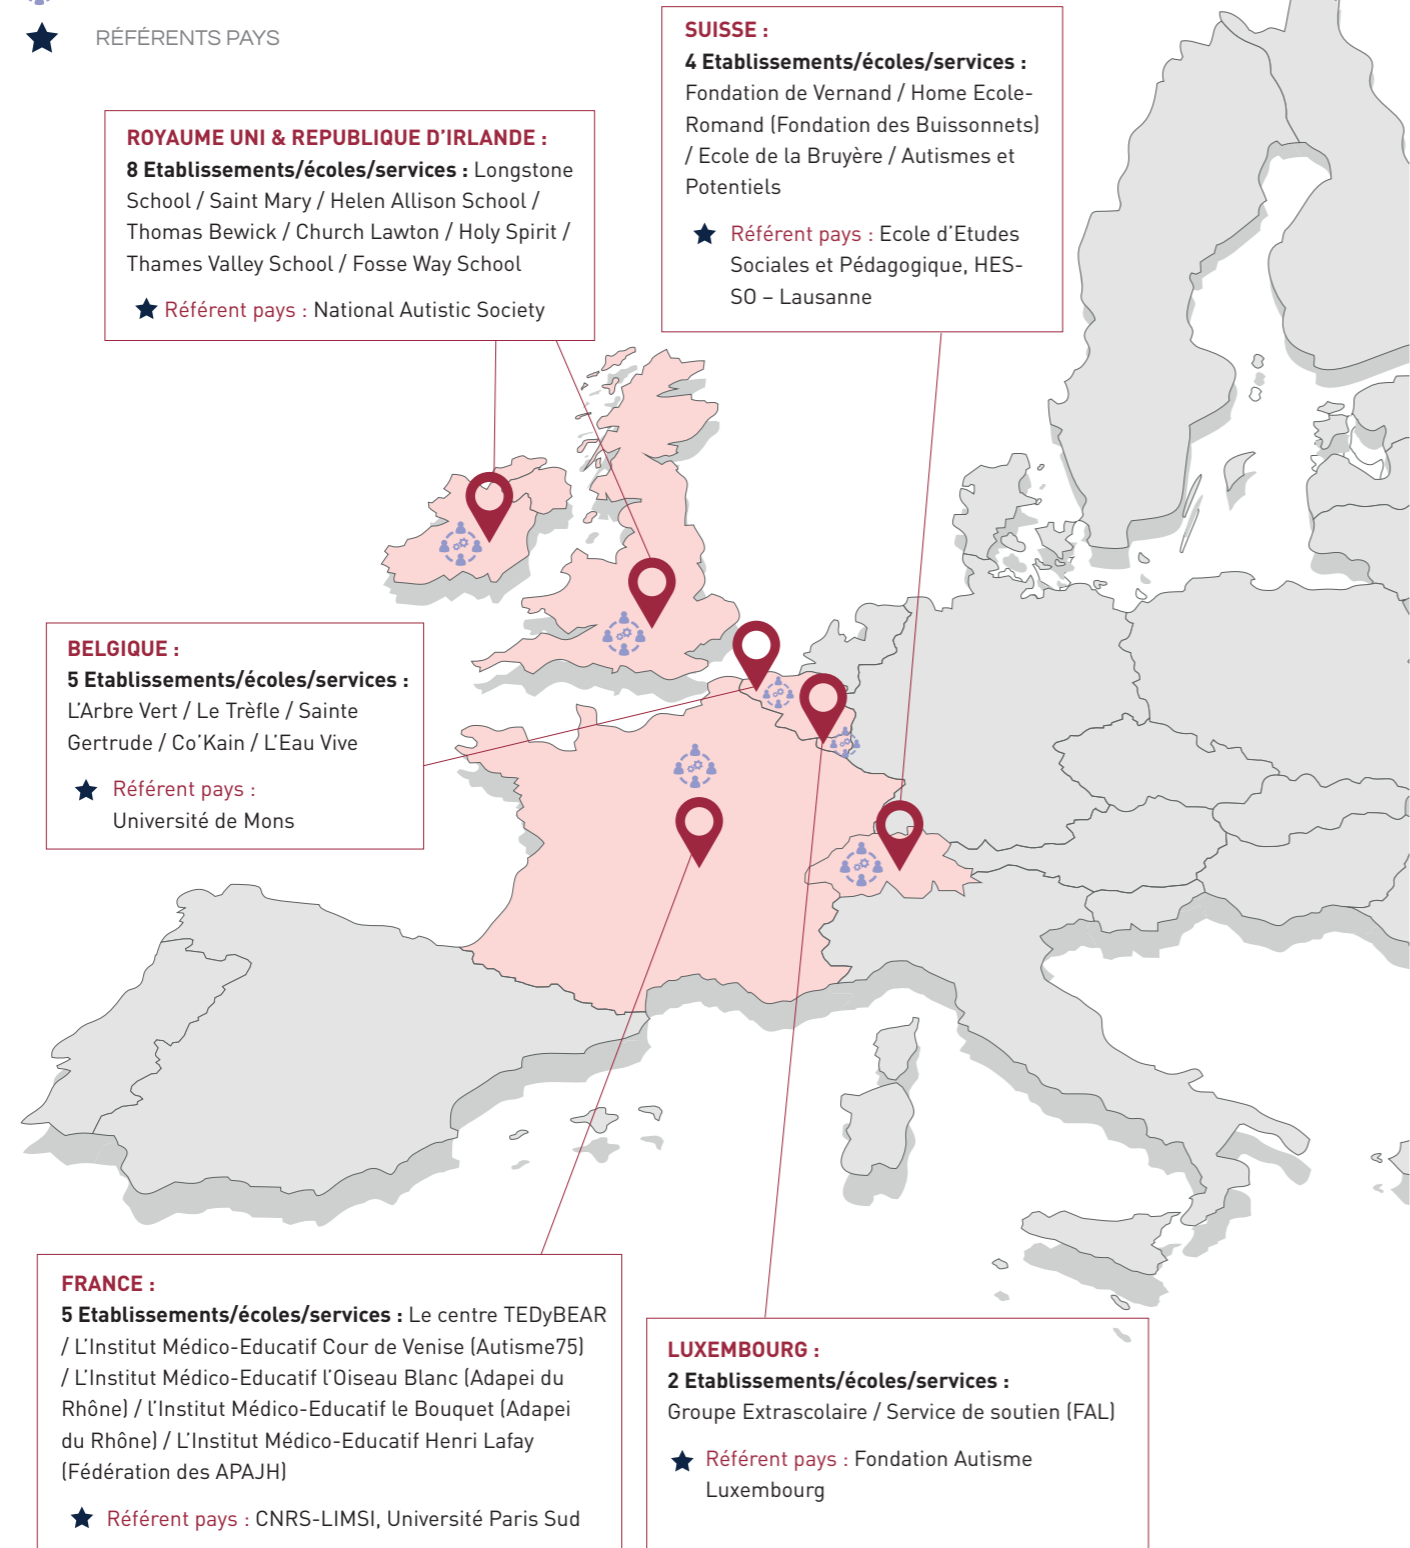 RÉFÉRENTS PAYS
SUISSE :
4 Etablissements/écoles/services :
Fondation de Vernand / Home Ecole-
Romand (Fondation des Buissonnets)
/ Ecole de la Bruyère / Autismes et
Potentiels
Référent pays : Ecole d'Etudes
Sociales et Pédagogique, HES-
SO – Lausanne
ROYAUME UNI & REPUBLIQUE D'IRLANDE :
8 Etablissements/écoles/services : Longstone
School / Saint Mary / Helen Allison School /
Thomas Bewick / Church Lawton / Holy Spirit /
Thames Valley School / Fosse Way School
Référent pays : National Autistic Society
BELGIQUE :
5 Etablissements/écoles/services :
L'Arbre Vert / Le Trèfle / Sainte
Gertrude / Co'Kain / L'Eau Vive
Référent pays :
Université de Mons
FRANCE :
5 Etablissements/écoles/services : Le centre TEDyBEAR
/ L'Institut Médico-Educatif Cour de Venise (Autisme75)
/ L'Institut Médico-Educatif l'Oiseau Blanc (Adapei du
Rhône) / l'Institut Médico-Educatif le Bouquet (Adapei
du Rhône) / L'Institut Médico-Educatif Henri Lafay
(Fédération des APAJH)
Référent pays : CNRS-LIMSI, Université Paris Sud
LUXEMBOURG :
2 Etablissements/écoles/services :
Groupe Extrascolaire / Service de soutien (FAL)
Référent pays : Fondation Autisme
Luxembourg